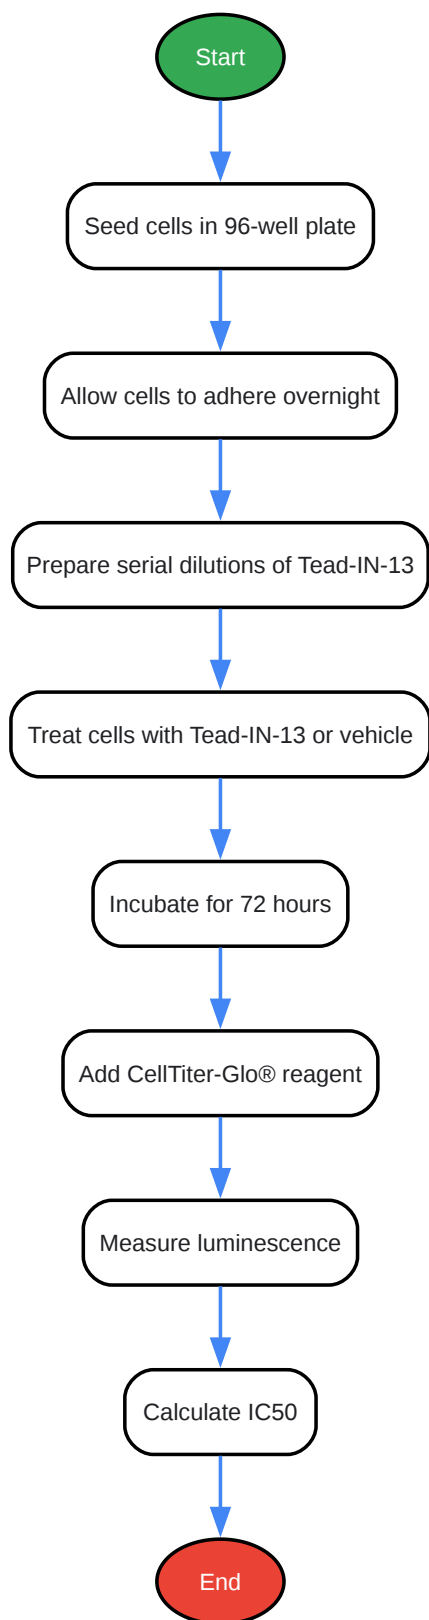 Start
Seed cells in 96-well plate
Allow cells to adhere overnight
Prepare serial dilutions of Tead-IN-13
Treat cells with Tead-IN-13 or vehicle
Incubate for 72 hours
Add CellTiter-Glo® reagent
Measure luminescence
Calculate IC50
End